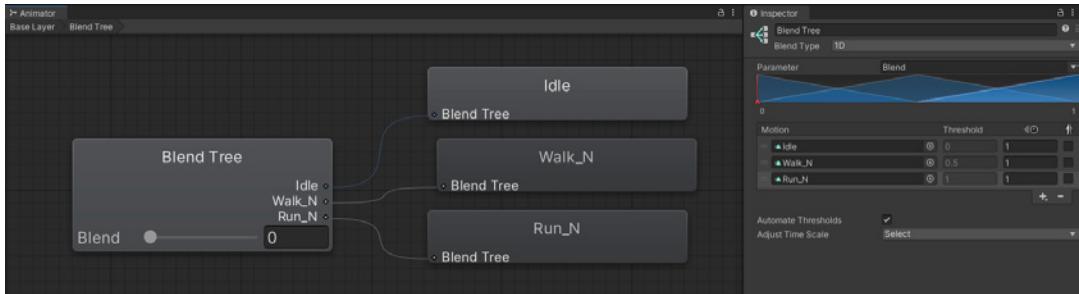 Animator
Base Layer Blend Tree
Idle
Blend Tree
Blend Tree
Idle
Walk_N
Run_N
Blend 0
Walk_N
Blend Tree
Run_N
Blend Tree
Inspector
Blend Tree
Blend Type 1D
Parameter Blend
0 1
Motion Threshold
Idle 0 1
Walk_N 0.5 1
Run_N 1 1
+ -
Automate Thresholds
Adjust Time Scale Select